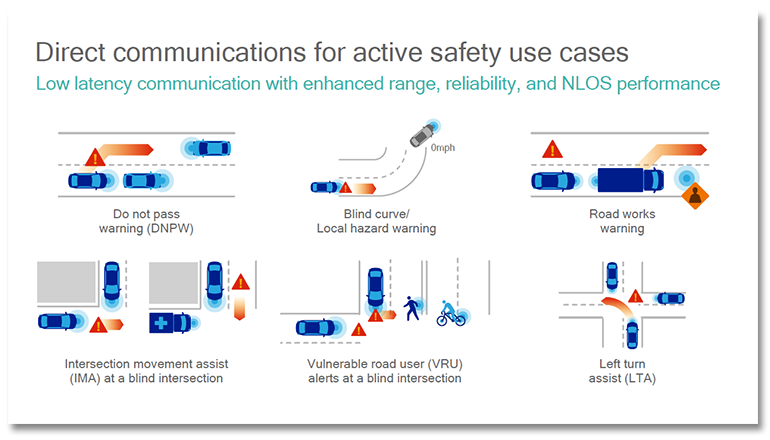 Direct communications for active safety use cases
Low latency communication with enhanced range, reliability, and NLOS performance
0mph
Do not pass
warning (DNPW)
Blind curve/
Local hazard warning
Road works
warning
Intersection movement assist
(IMA) at a blind intersection
Vulnerable road user (VRU)
alerts at a blind intersection
Left turn
assist (LTA)